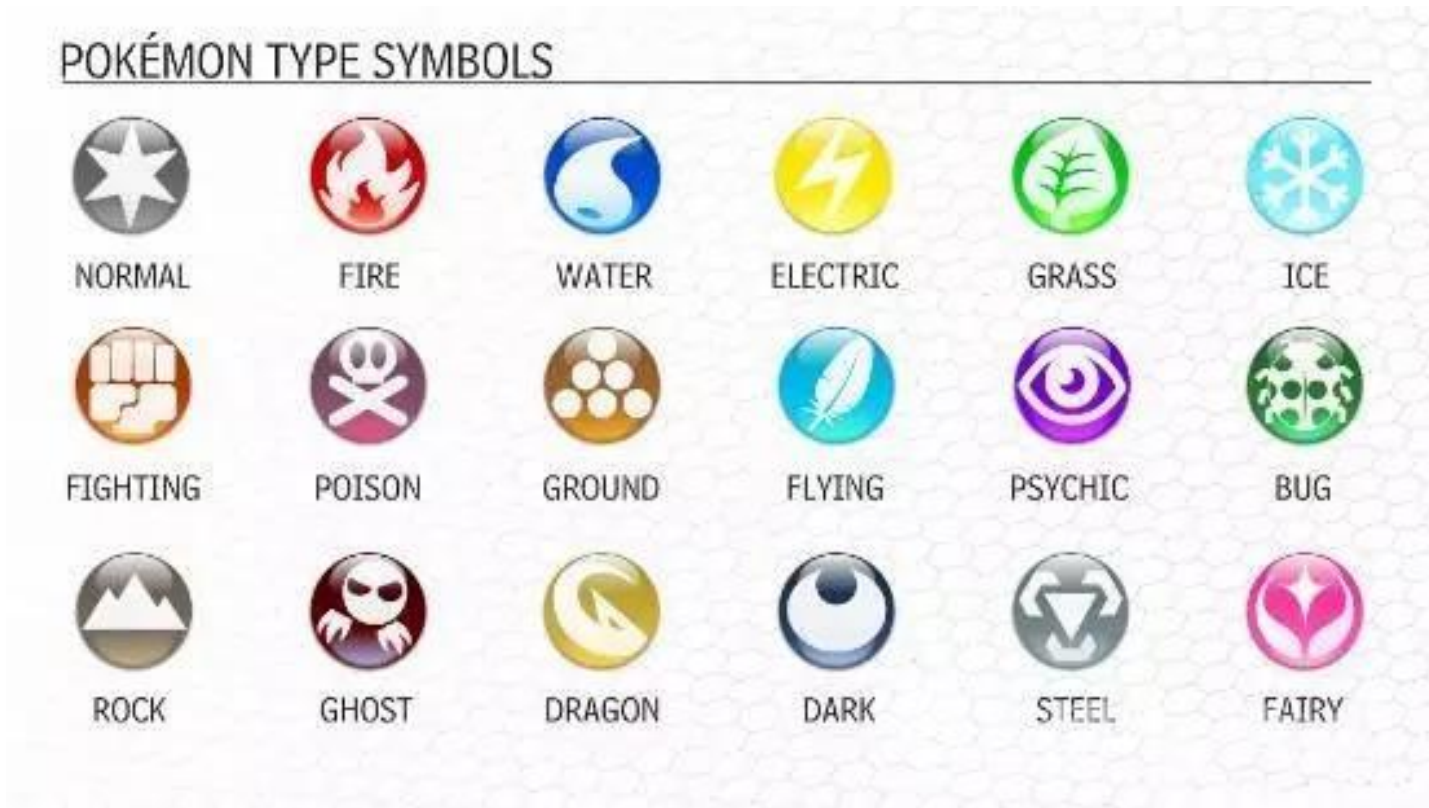 POKÉMON TYPE SYMBOLS
NORMAL FIRE WATER ELECTRIC GRASS ICE
FIGHTING POISON GROUND FLYING PSYCHIC BUG
ROCK GHOST DRAGON DARK STEEL FAIRY